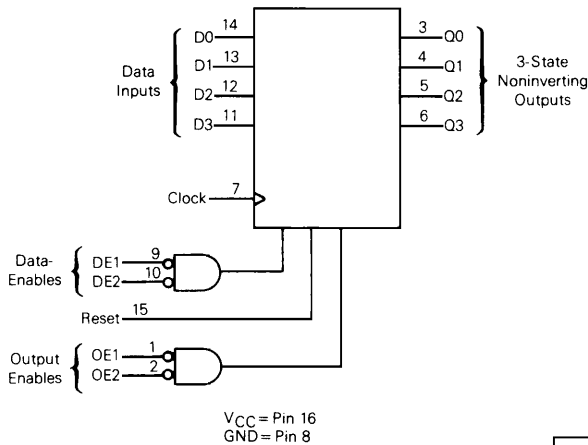 Data
Inputs
D0 14
D1 13
D2 12
D3 11
3 Q0
4 Q1
5 Q2
6 Q3
3-State
Noninverting
Outputs
Clock 7
Data-
Enables
DE1 9
DE2 10
Reset 15
Output
Enables
OE1 1
OE2 2
VCC = Pin 16
GND = Pin 8